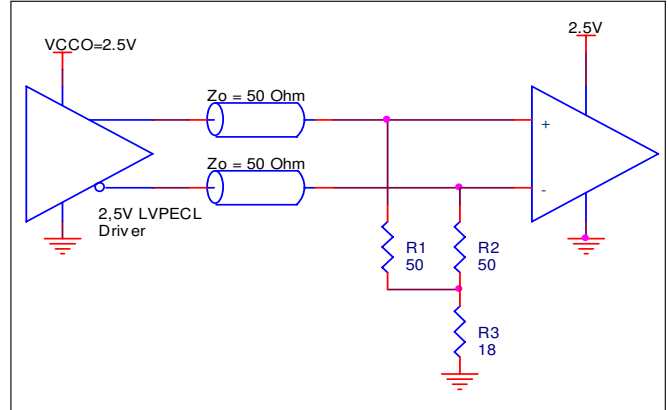 VCCO=2.5V
2.5V
Zo = 50 Ohm
+
Zo = 50 Ohm
-
2,5V LVPECL
Driver
R1
50
R2
50
R3
18